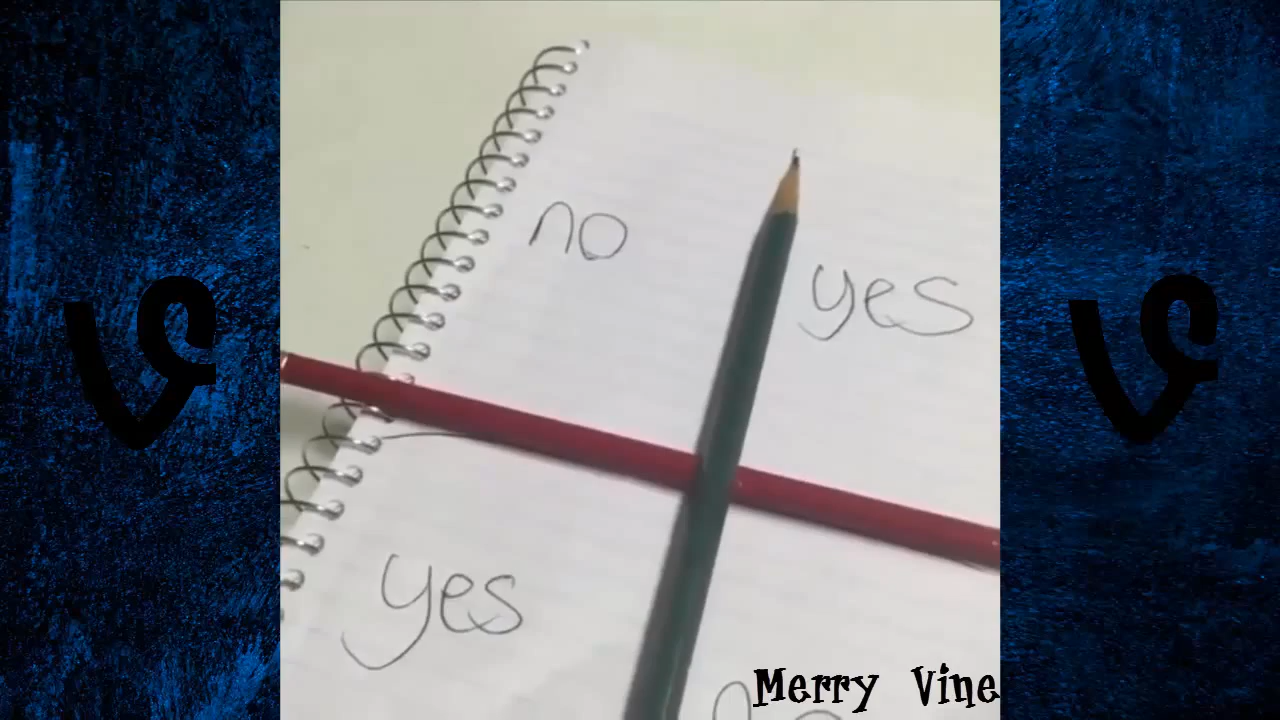 no
yes
yes
Merry Vine